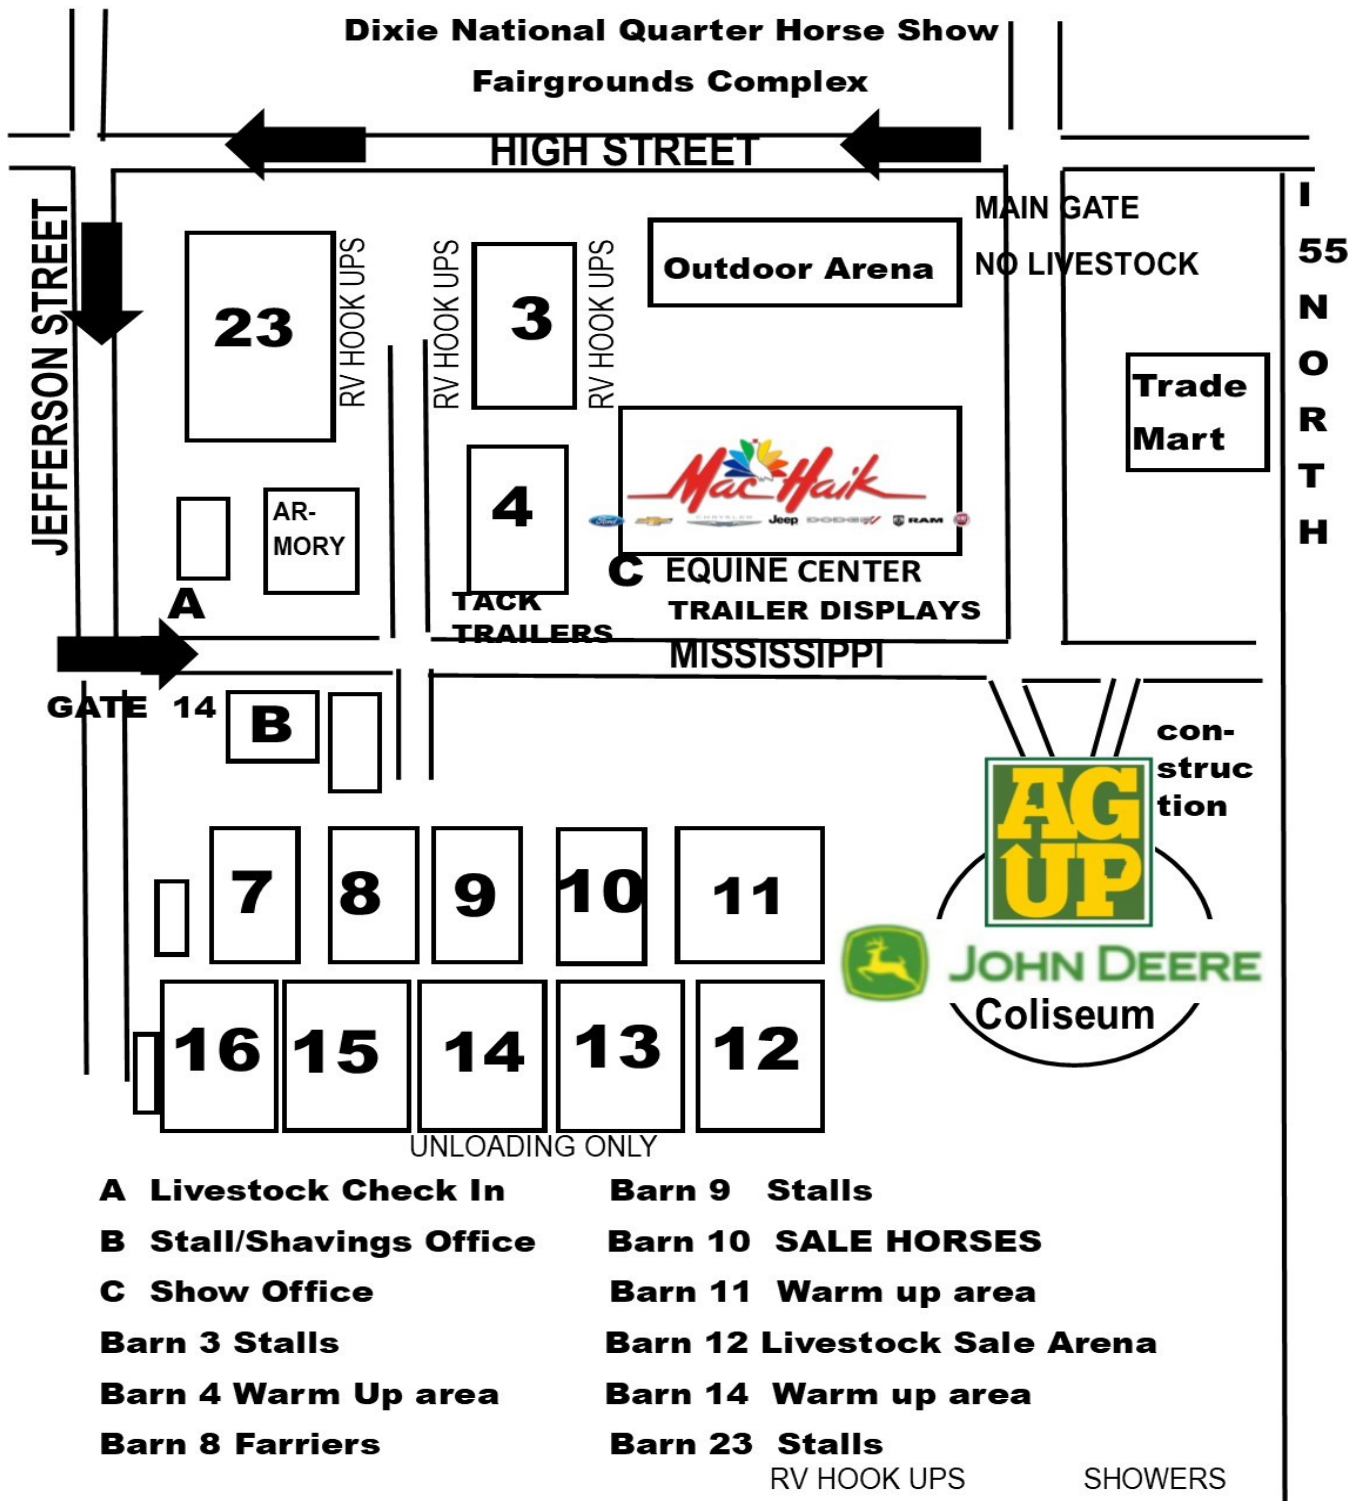 Dixie National Quarter Horse Show
Fairgrounds Complex
HIGH STREET
JEFFERSON STREET
MAIN GATE
NO LIVESTOCK
I
55
N
O
R
T
H
23
RV HOOK UPS
RV HOOK UPS
3
RV HOOK UPS
Outdoor Arena
Trade
Mart
AR-
MORY
4
Mac Haik
Ford
CHRYSLER
Jeep
DODGE
RAM
A
C EQUINE CENTER
TACK
TRAILERS
TRAILER DISPLAYS
MISSISSIPPI
GATE 14
B
con-
struc
tion
AG
UP
7
8
9
10
11
JOHN DEERE
Coliseum
16
15
14
13
12
UNLOADING ONLY
A Livestock Check In
B Stall/Shavings Office
C Show Office
Barn 3 Stalls
Barn 4 Warm Up area
Barn 8 Farriers
Barn 9 Stalls
Barn 10 SALE HORSES
Barn 11 Warm up area
Barn 12 Livestock Sale Arena
Barn 14 Warm up area
Barn 23 Stalls
RV HOOK UPS
SHOWERS